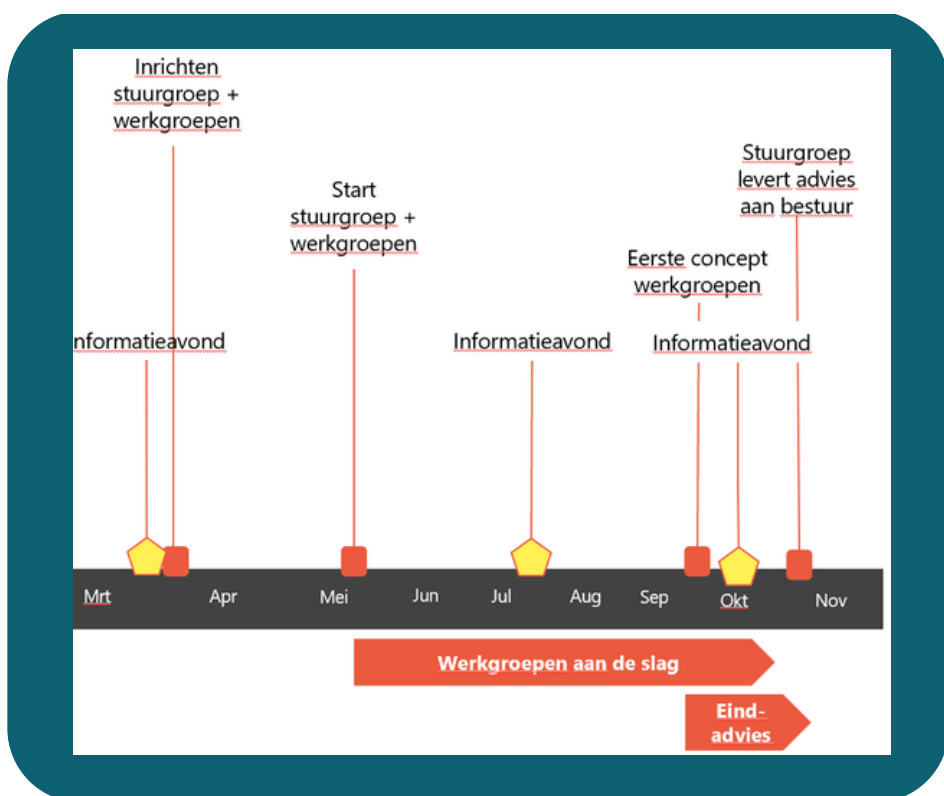 Inrichten
stuurgroep +
werkgroepen
Stuurgroep
levert advies
aan bestuur
Start
stuurgroep +
werkgroepen
Eerste concept
werkgroepen
nformatieavond
Informatieavond
Informatieavond
Mrt Apr Mei Jun Jul Aug Sep Okt Nov
Werkgroepen aan de slag
Eind-
advies